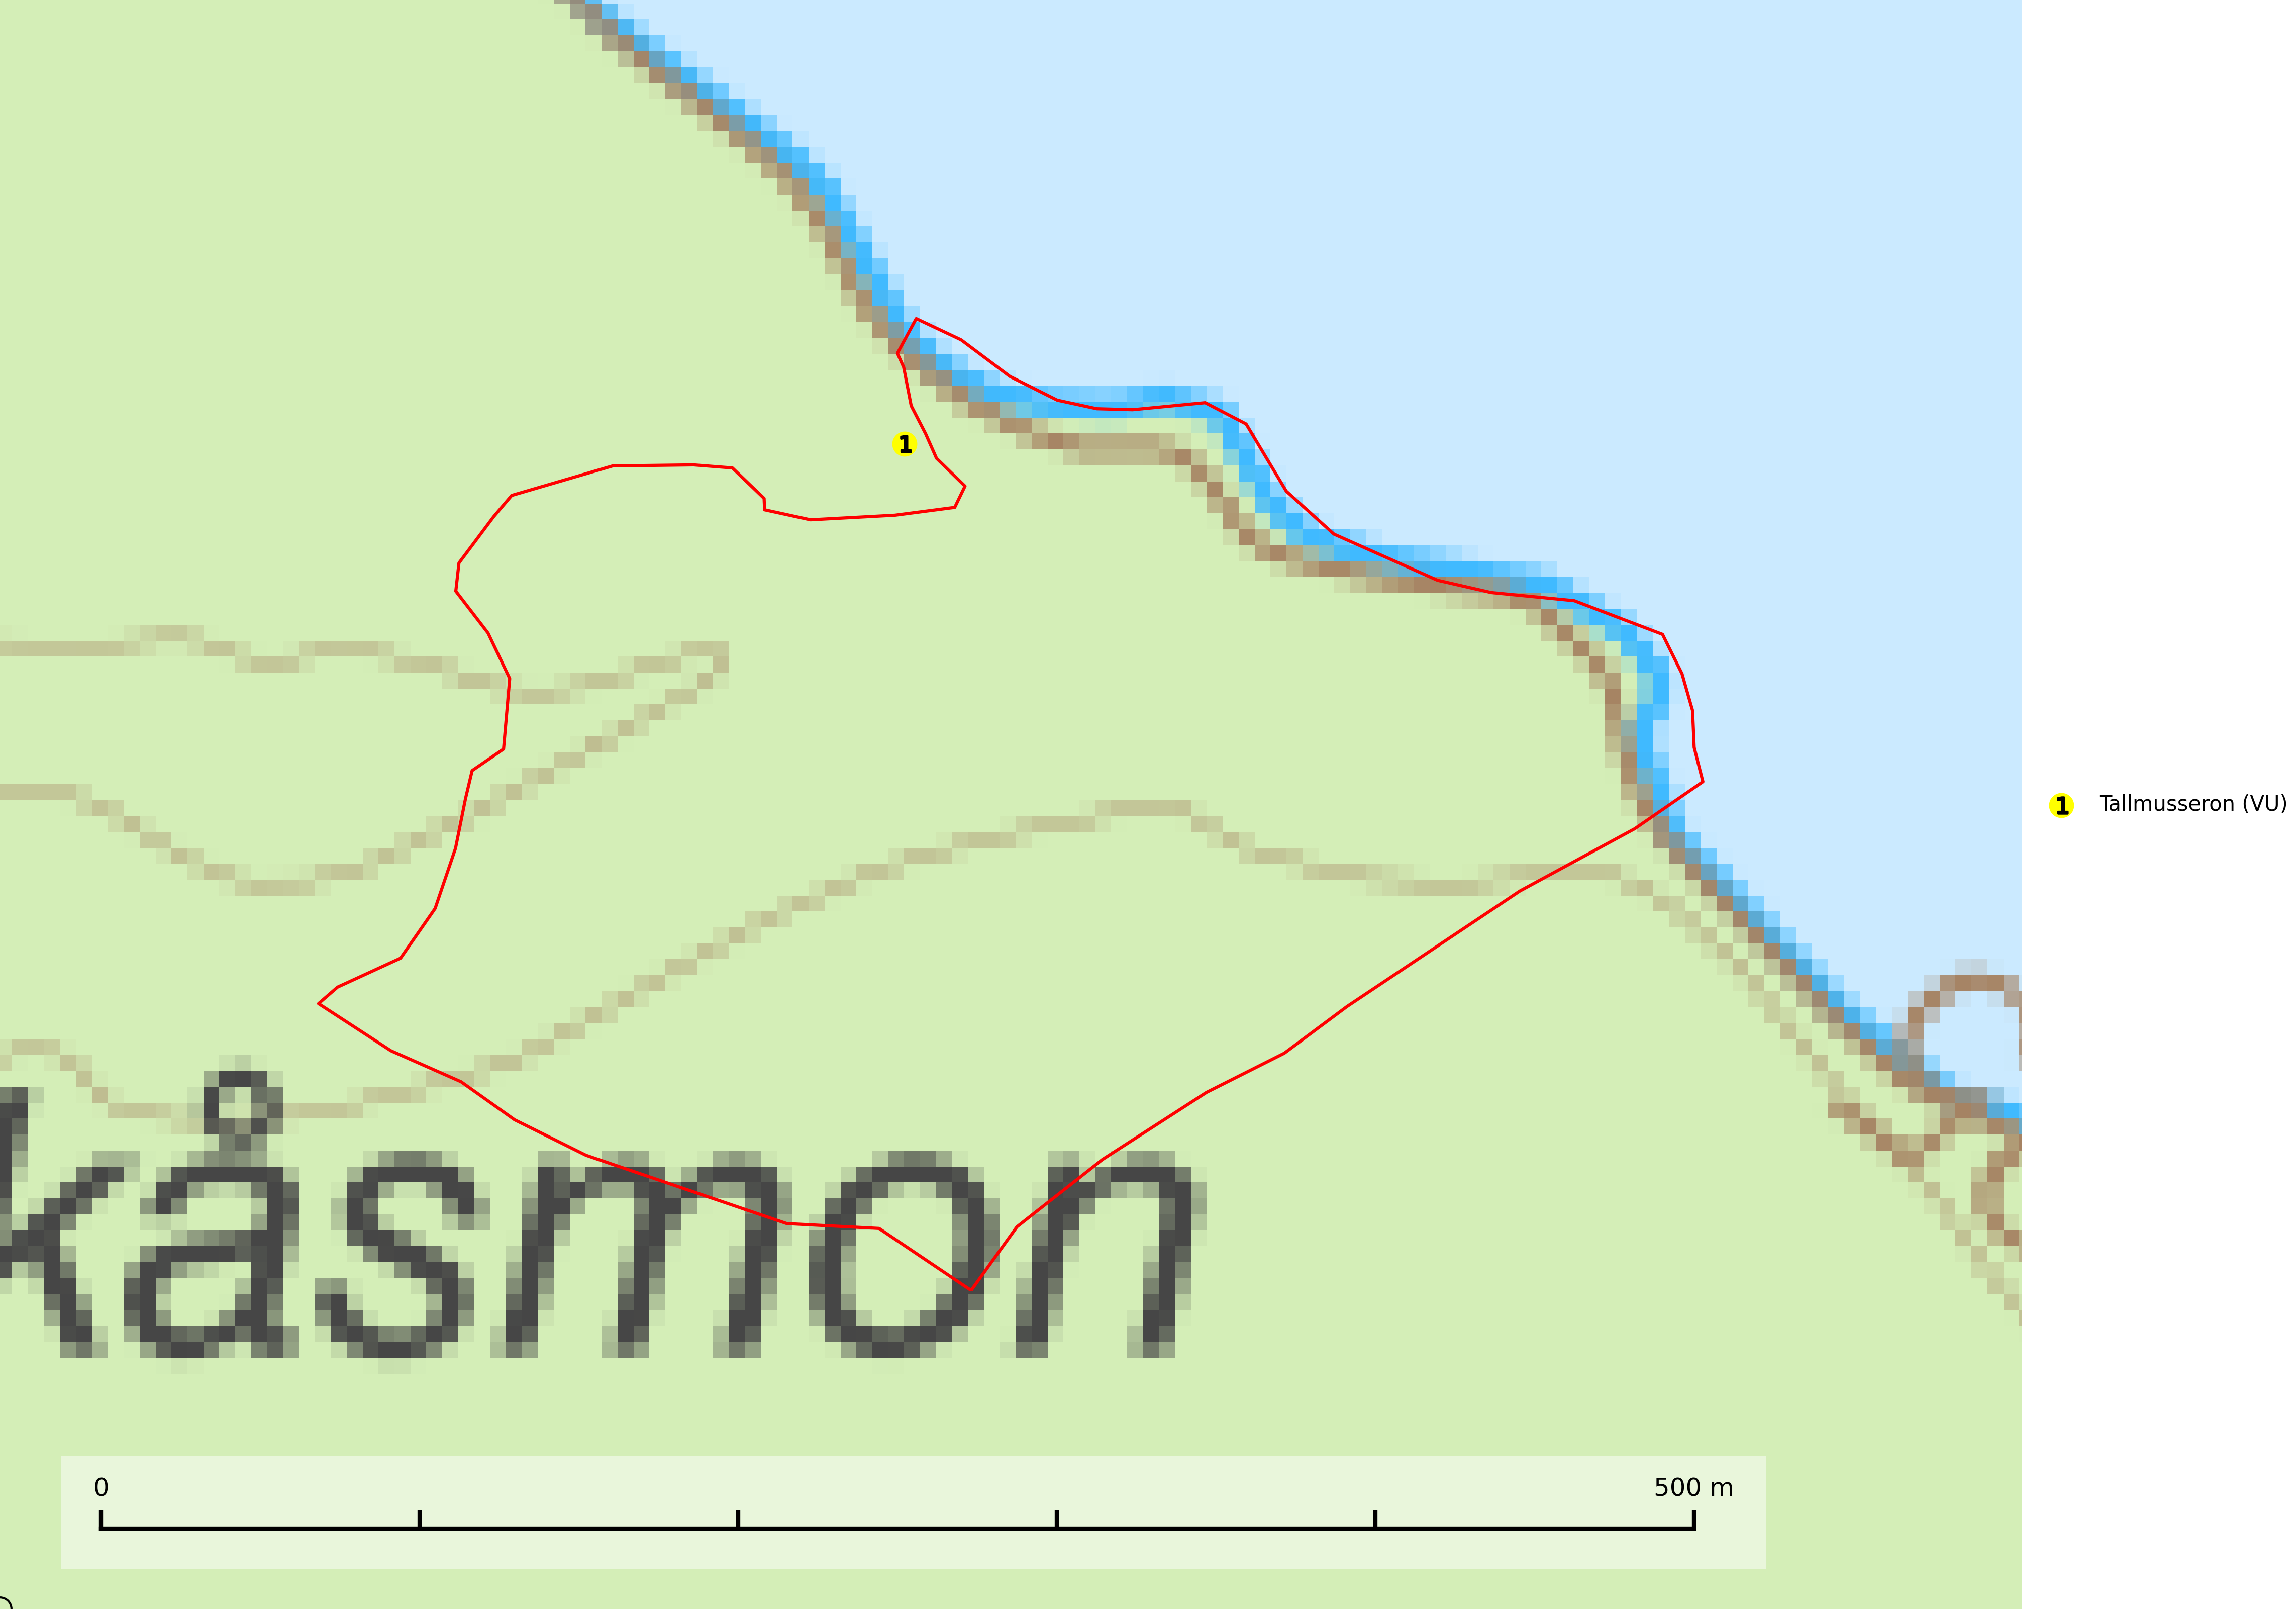 1
1 Tallmusseron (VU)
kåsmon
0 500 m